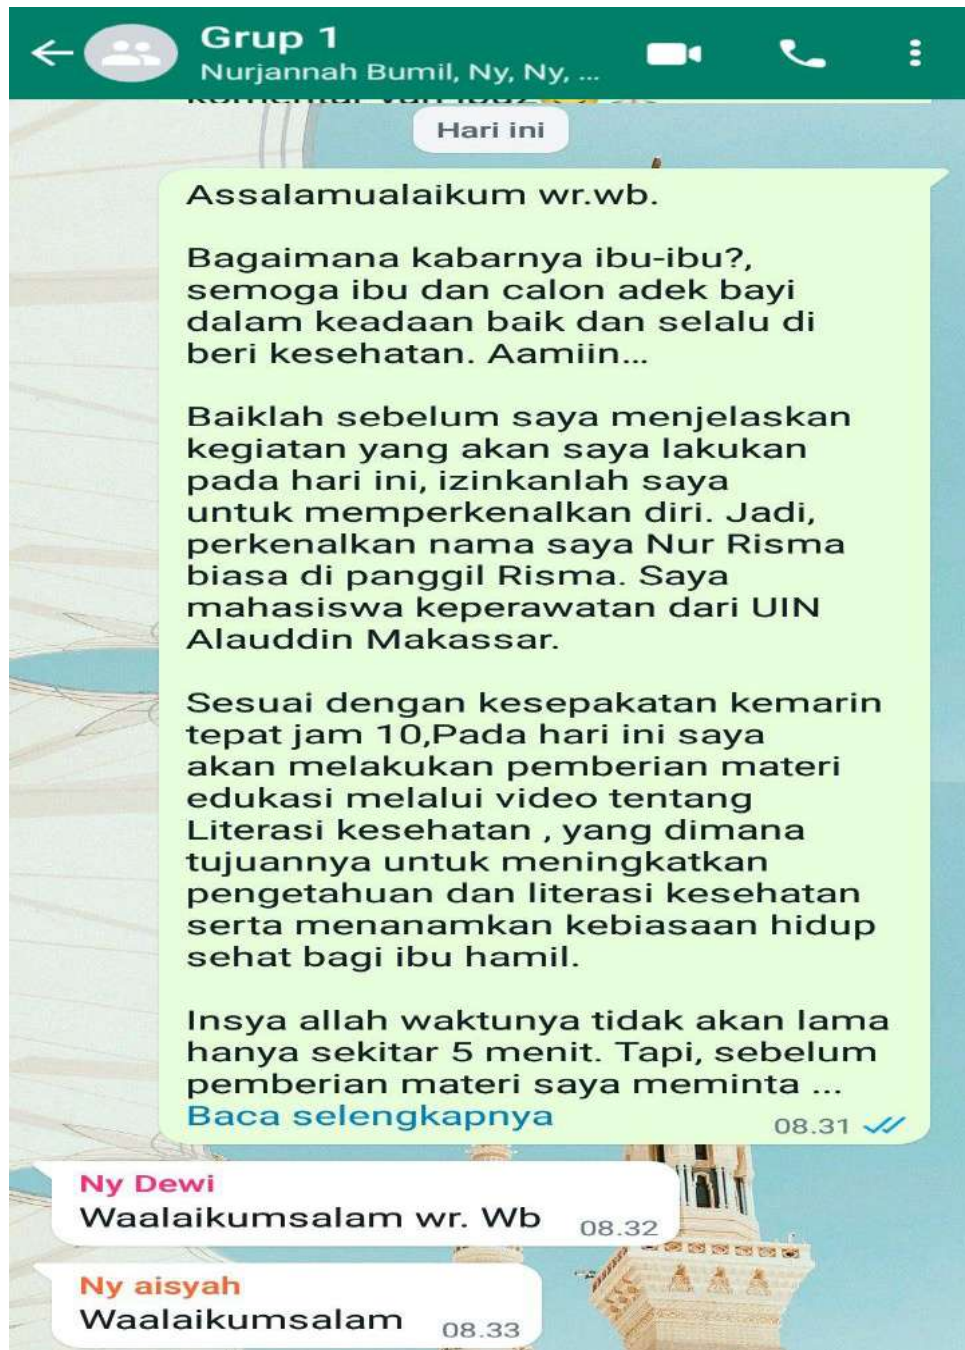 Grup 1
Nurjannah Bumil, Ny, Ny, ...
Hari ini
Assalamualaikum wr.wb.
Bagaimana kabarnya ibu-ibu?,
semoga ibu dan calon adek bayi
dalam keadaan baik dan selalu di
beri kesehatan. Aamiin...
Baiklah sebelum saya menjelaskan
kegiatan yang akan saya lakukan
pada hari ini, izinkanlah saya
untuk memperkenalkan diri. Jadi,
perkenalkan nama saya Nur Risma
biasa di panggil Risma. Saya
mahasiswa keperawatan dari UIN
Alauddin Makassar.
Sesuai dengan kesepakatan kemarin
tepat jam 10,Pada hari ini saya
akan melakukan pemberian materi
edukasi melalui video tentang
Literasi kesehatan , yang dimana
tujuannya untuk meningkatkan
pengetahuan dan literasi kesehatan
serta menanamkan kebiasaan hidup
sehat bagi ibu hamil.
Insya allah waktunya tidak akan lama
hanya sekitar 5 menit. Tapi, sebelum
pemberian materi saya meminta ...
Baca selengkapnya 08.31
Ny Dewi
Waalaikumsalam wr. Wb 08.32
Ny aisyah
Waalaikumsalam 08.33